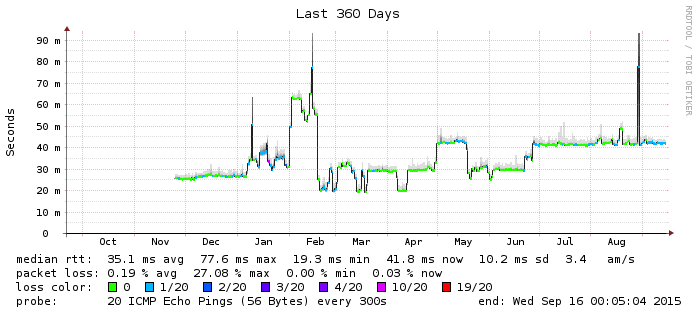 Last 360 Days
RRDTOOL / TOBI OETIKER
Seconds
90 m
80 m
70 m
60 m
50 m
40 m
30 m
20 m
10 m
0
Oct Nov Dec Jan Feb Mar Apr May Jun Jul Aug
median rtt: 35.1 ms avg 77.6 ms max 19.3 ms min 41.8 ms now 10.2 ms sd 3.4 am/s
packet loss: 0.19 % avg 27.08 % max 0.00 % min 0.03 % now
loss color: 0 1/20 2/20 3/20 4/20 10/20 19/20
probe: 20 ICMP Echo Pings (56 Bytes) every 300s end: Wed Sep 16 00:05:04 2015